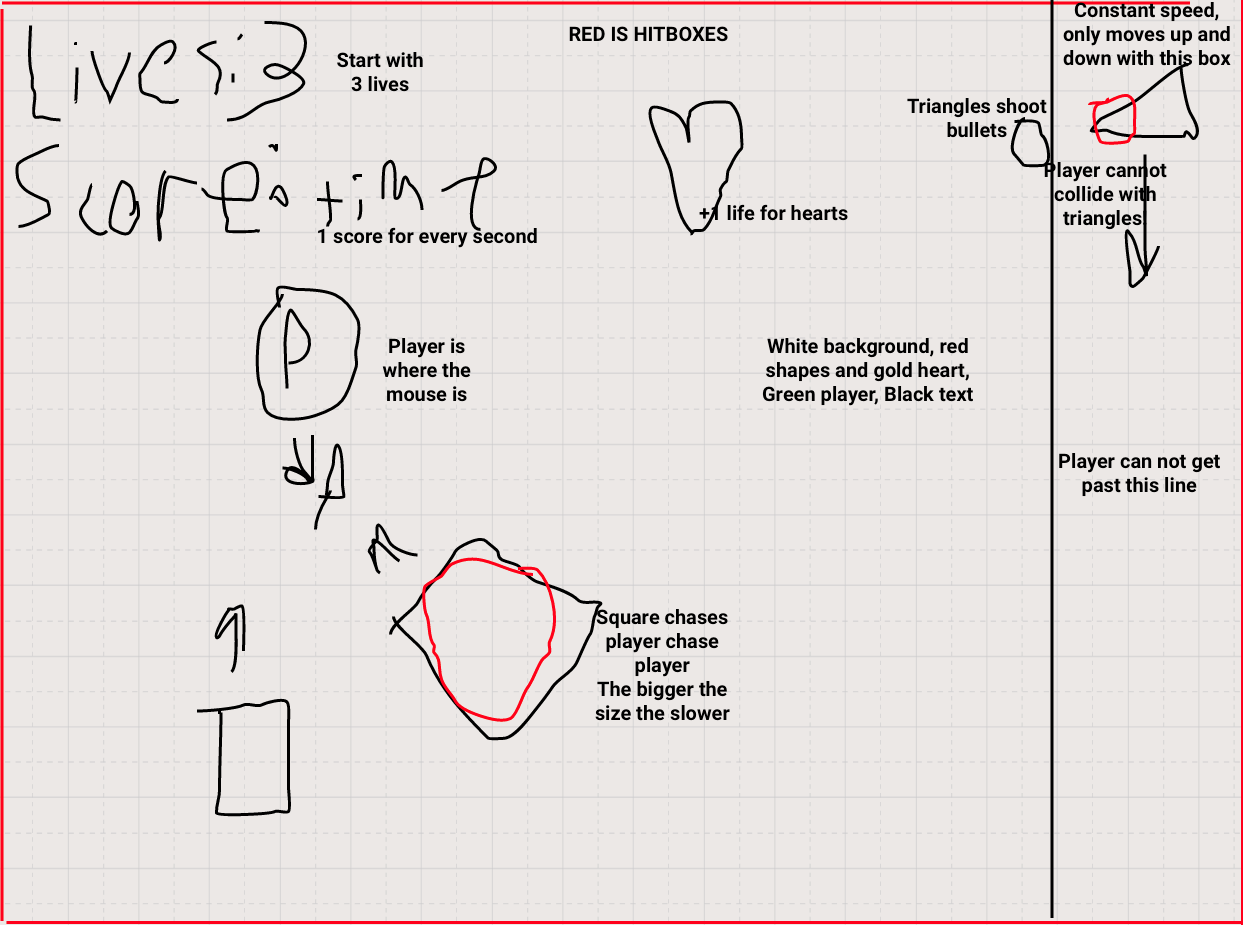 RED IS HITBOXES
Constant speed,
only moves up and
down with this box
Lives:3
Start with
3 lives
Triangles shoot
bullets
Score: time
1 score for every second
+1 life for hearts
Player cannot
collide with
triangles
P
Player is
where the
mouse is
White background, red
shapes and gold heart,
Green player, Black text
Player can not get
past this line
Square chases
player chase
player
The bigger the
size the slower